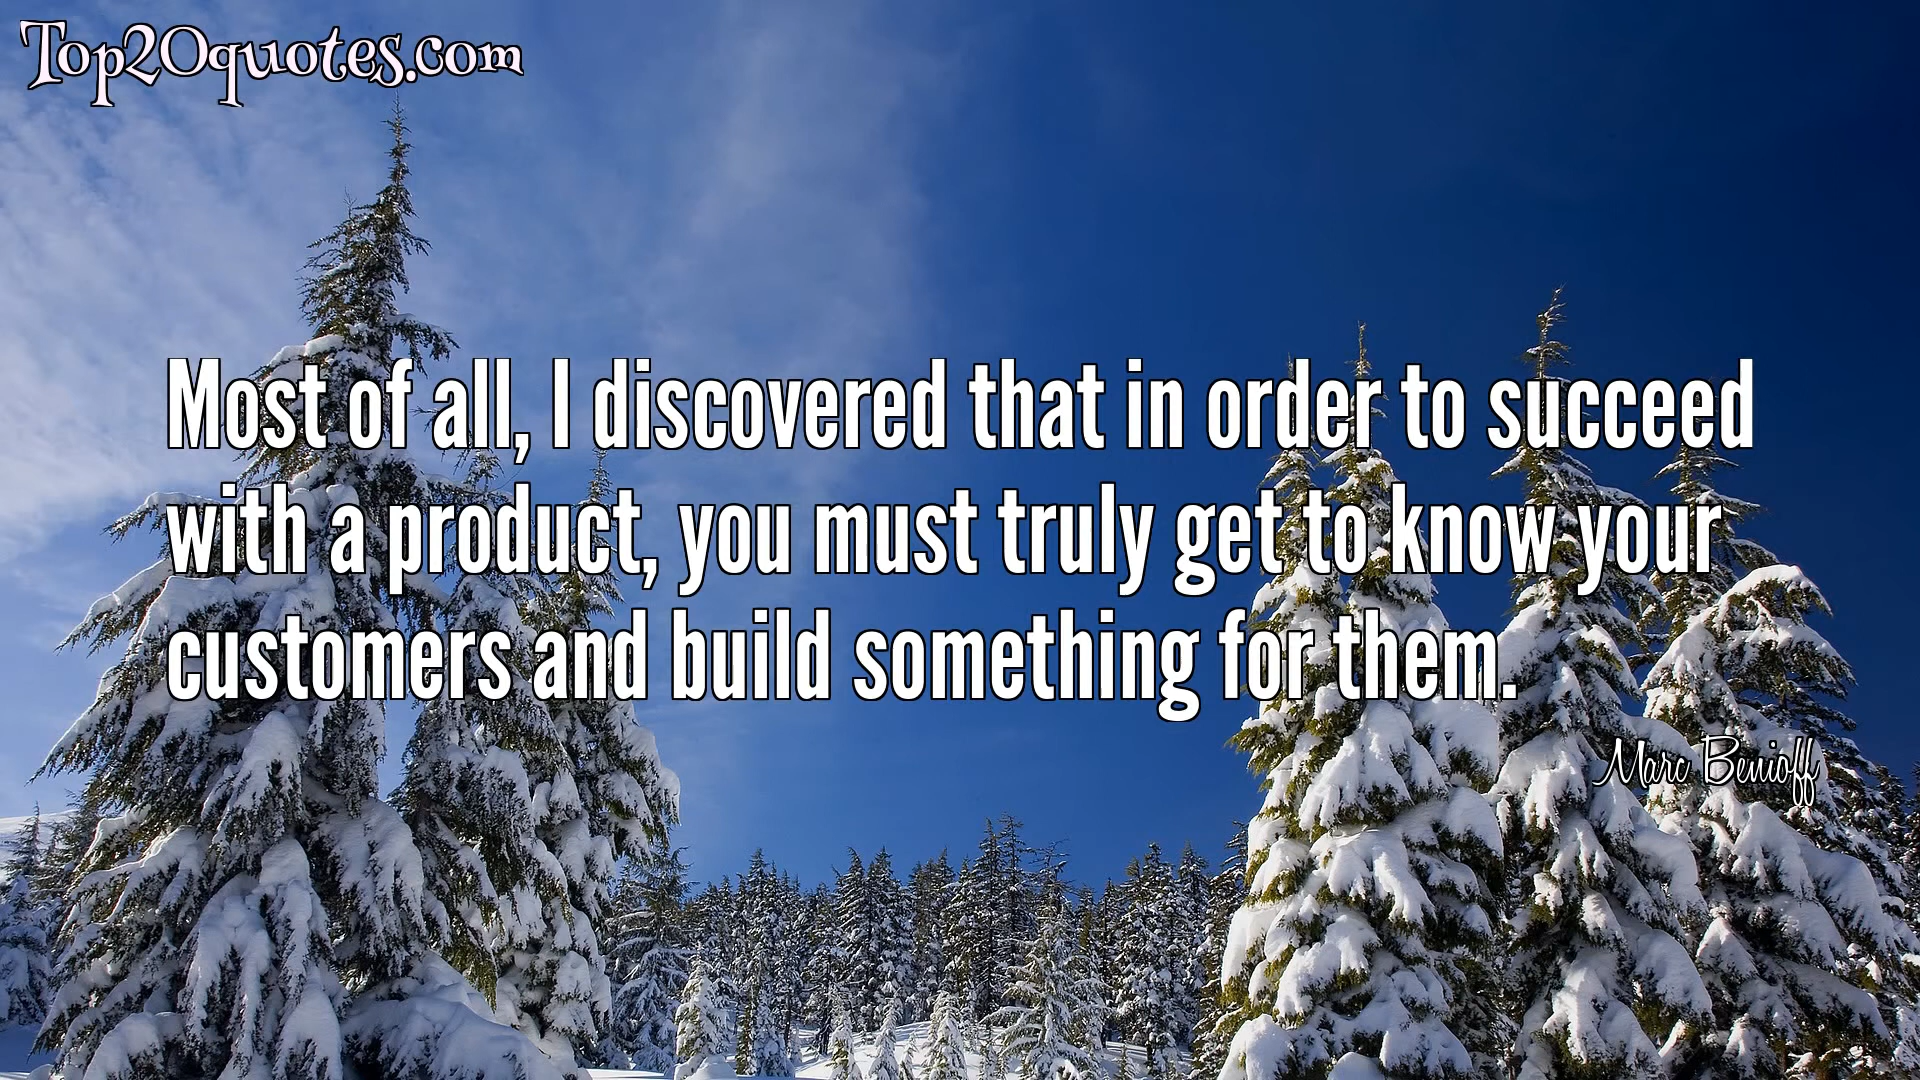 Top20quotes.com
Most of all, I discovered that in order to succeed
with a product, you must truly get to know your
customers and build something for them.
Marc Benioff